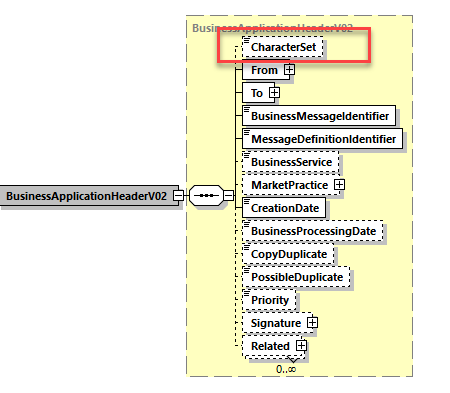 BusinessApplicationHeaderV02
CharacterSet
From
To
BusinessMessageIdentifier
MessageDefinitionIdentifier
BusinessService
MarketPractice
BusinessApplicationHeaderV02
CreationDate
BusinessProcessingDate
CopyDuplicate
PossibleDuplicate
Priority
Signature
Related
0..∞